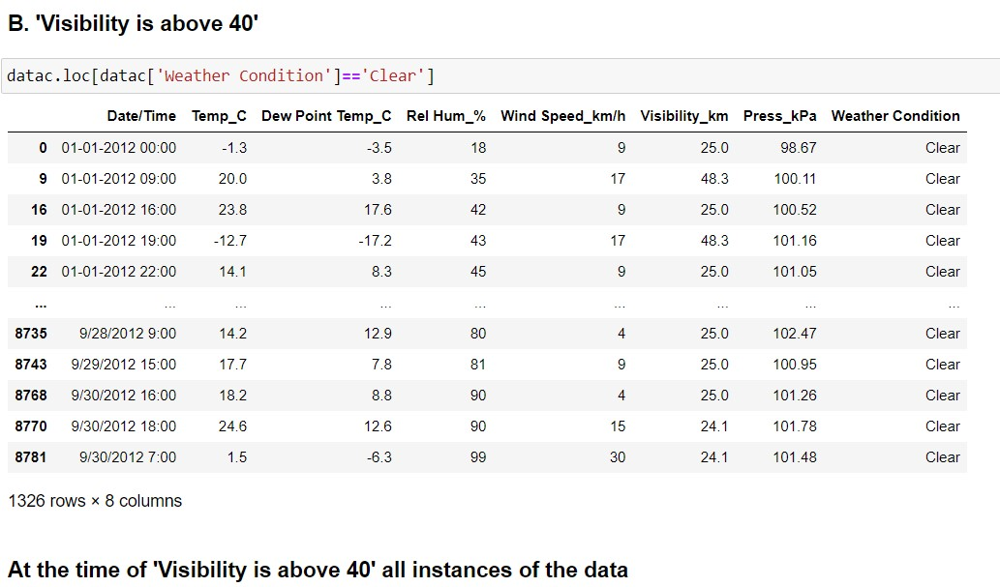 B. 'Visibility is above 40'
datac.loc[datac['Weather Condition']=='Clear']
Date/Time Temp_C Dew Point Temp_C Rel Hum_% Wind Speed_km/h Visibility_km Press_kPa Weather Condition
0 01-01-2012 00:00 -1.3 -3.5 18 9 25.0 98.67 Clear
9 01-01-2012 09:00 20.0 3.8 35 17 48.3 100.11 Clear
16 01-01-2012 16:00 23.8 17.6 42 9 25.0 100.52 Clear
19 01-01-2012 19:00 -12.7 -17.2 43 17 48.3 101.16 Clear
22 01-01-2012 22:00 14.1 8.3 45 9 25.0 101.05 Clear
... ... ... ... ... ... ... ... ...
8735 9/28/2012 9:00 14.2 12.9 80 4 25.0 102.47 Clear
8743 9/29/2012 15:00 17.7 7.8 81 9 25.0 100.95 Clear
8768 9/30/2012 16:00 18.2 8.8 90 4 25.0 101.26 Clear
8770 9/30/2012 18:00 24.6 12.6 90 15 24.1 101.78 Clear
8781 9/30/2012 7:00 1.5 -6.3 99 30 24.1 101.48 Clear
1326 rows × 8 columns
At the time of 'Visibility is above 40' all instances of the data